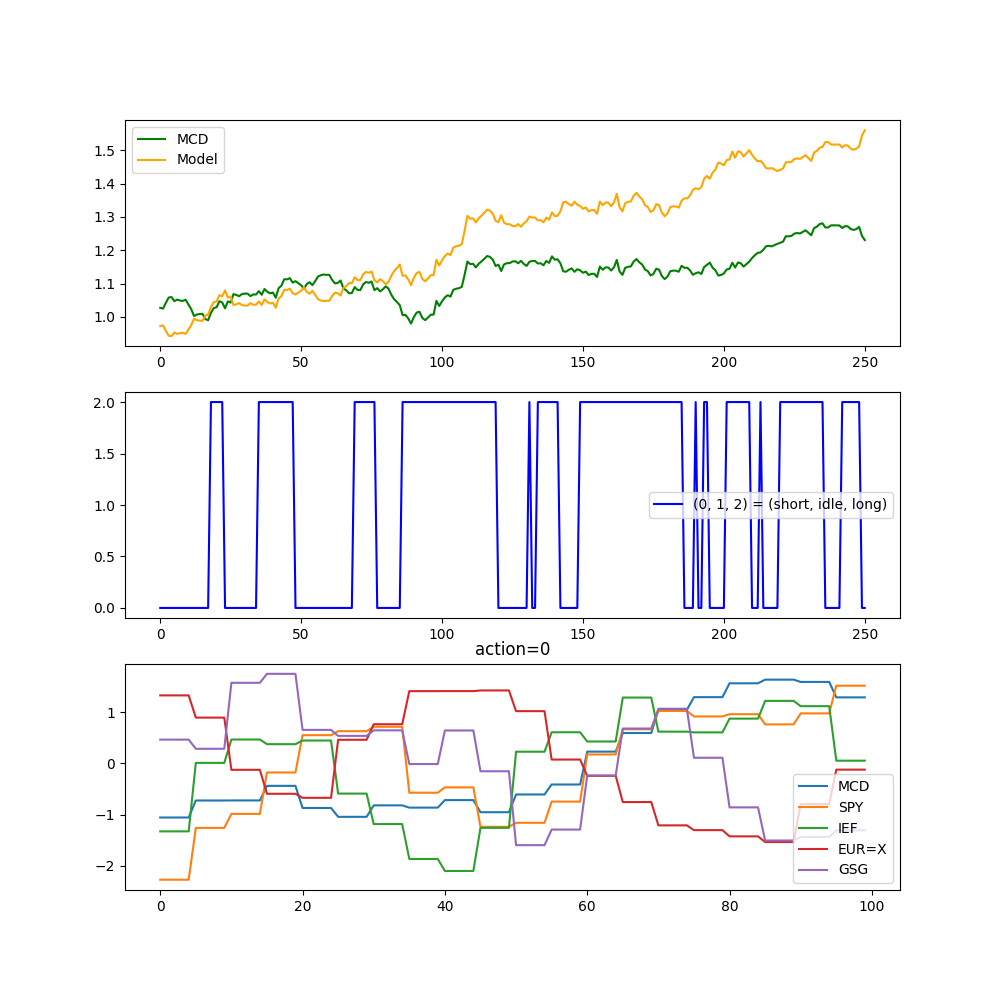 MCD
Model
1.5
1.4
1.3
1.2
1.1
1.0
0 50 100 150 200 250
(0, 1, 2) = (short, idle, long)
2.0
1.5
1.0
0.5
0.0
0 50 100 150 200 250
action=0
1
0
−1
−2
MCD
SPY
IEF
EUR=X
GSG
0 20 40 60 80 100